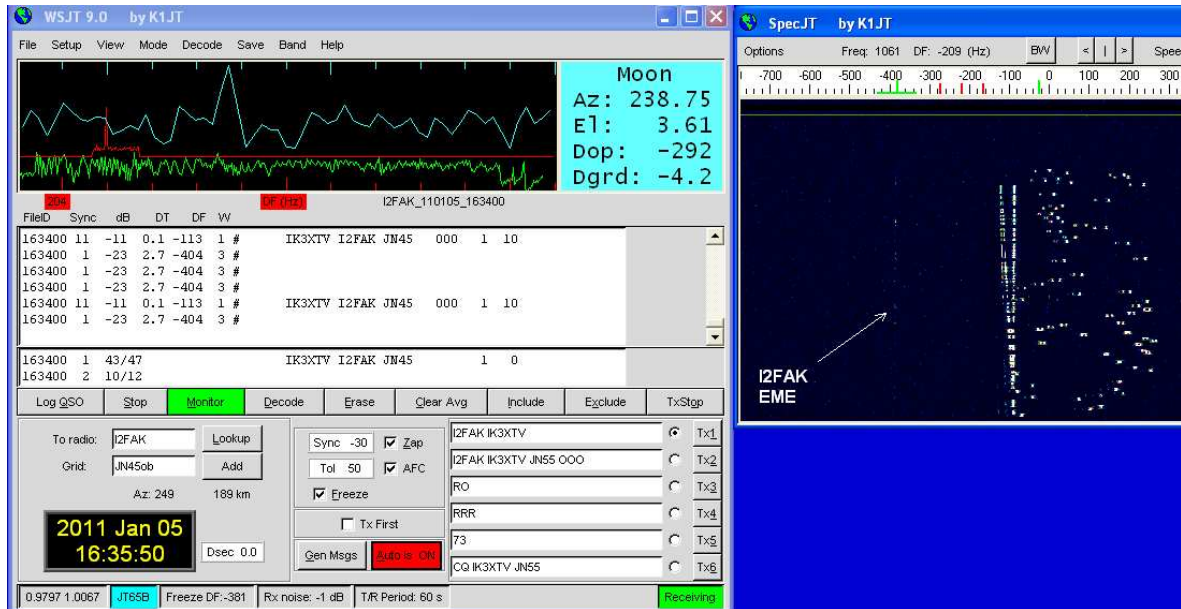 WSJT 9.0 by K1JT
File Setup View Mode Decode Save Band Help
Moon
Az: 238.75
El: 3.61
Dop: -292
Dgrd: -4.2
204 DF (Hz) I2FAK_110105_163400
FileID Sync dB DT DF W
163400 11 -11 0.1 -113 1 # IK3XTV I2FAK JN45 000 1 10
163400 1 -23 2.7 -404 3 #
163400 1 -23 2.7 -404 3 #
163400 1 -23 2.7 -404 3 #
163400 11 -11 0.1 -113 1 # IK3XTV I2FAK JN45 000 1 10
163400 1 -23 2.7 -404 3 #
163400 1 43/47 IK3XTV I2FAK JN45 1 0
163400 2 10/12
Log QSO Stop Monitor Decode Erase Clear Avg Include Exclude TxStop
To radio: I2FAK Lookup
Grid: JN45ob Add
Az: 249 189 km
2011 Jan 05
16:35:50
Dsec 0.0
Sync -30 Zap
Tol 50 AFC
Freeze
Tx First
Gen Msgs Auto is ON
I2FAK IK3XTV Tx1
I2FAK IK3XTV JN55 OOO Tx2
RO Tx3
RRR Tx4
73 Tx5
CQ IK3XTV JN55 Tx6
0.9797 1.0067 JT65B Freeze DF:-381 Rx noise: -1 dB T/R Period: 60 s Receiving
SpecJT by K1JT
Options Freq: 1061 DF: -209 (Hz) BW < | > Spee
-700 -600 -500 -400 -300 -200 -100 0 100 200 300
I2FAK
EME